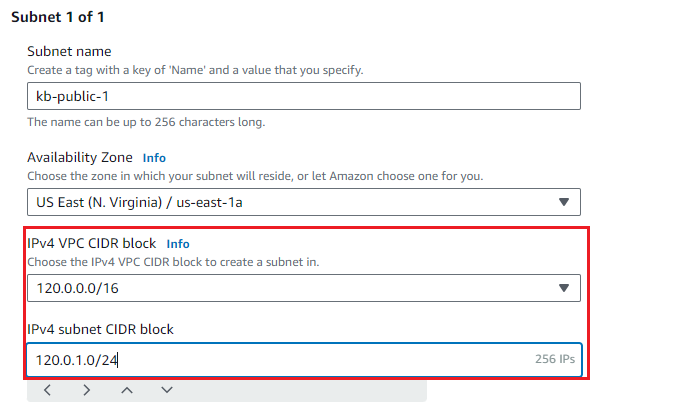 Subnet 1 of 1
Subnet name
Create a tag with a key of 'Name' and a value that you specify.
kb-public-1
The name can be up to 256 characters long.
Availability Zone Info
Choose the zone in which your subnet will reside, or let Amazon choose one for you.
US East (N. Virginia) / us-east-1a
IPv4 VPC CIDR block Info
Choose the IPv4 VPC CIDR block to create a subnet in.
120.0.0.0/16
IPv4 subnet CIDR block
120.0.1.0/24 256 IPs